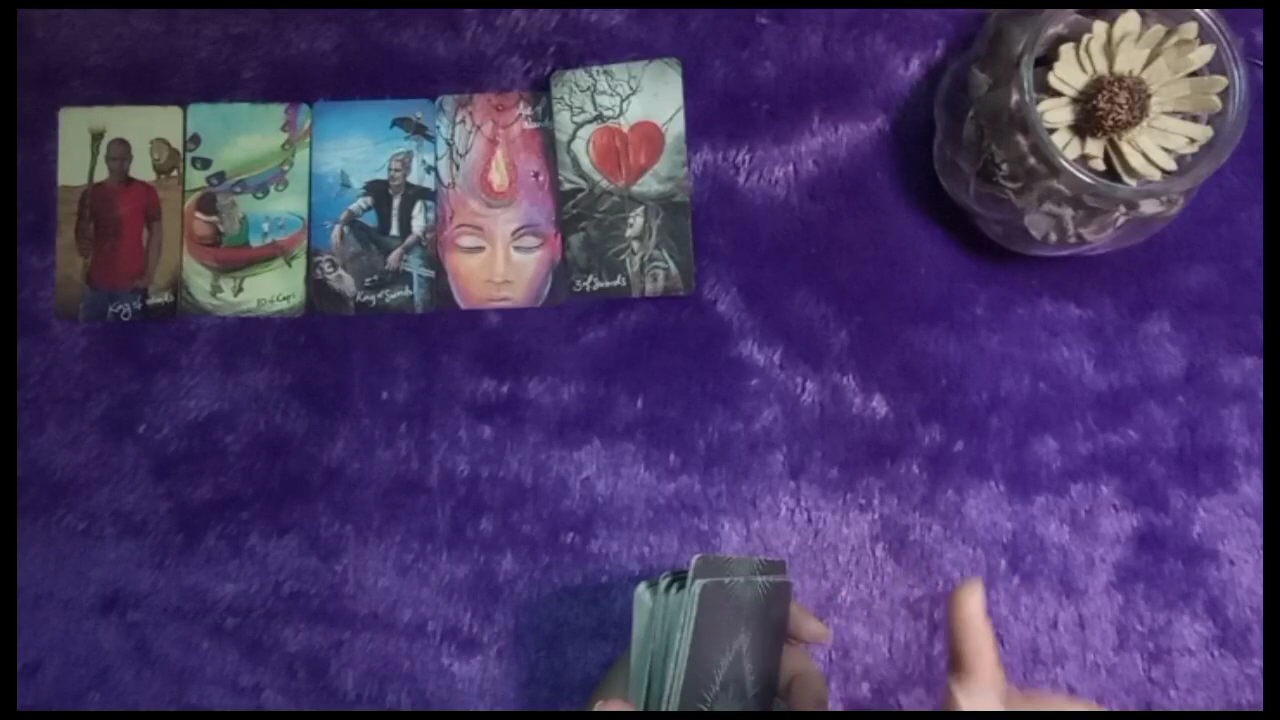 King of wands
10 of Cups
King of Swords
3 of Swords